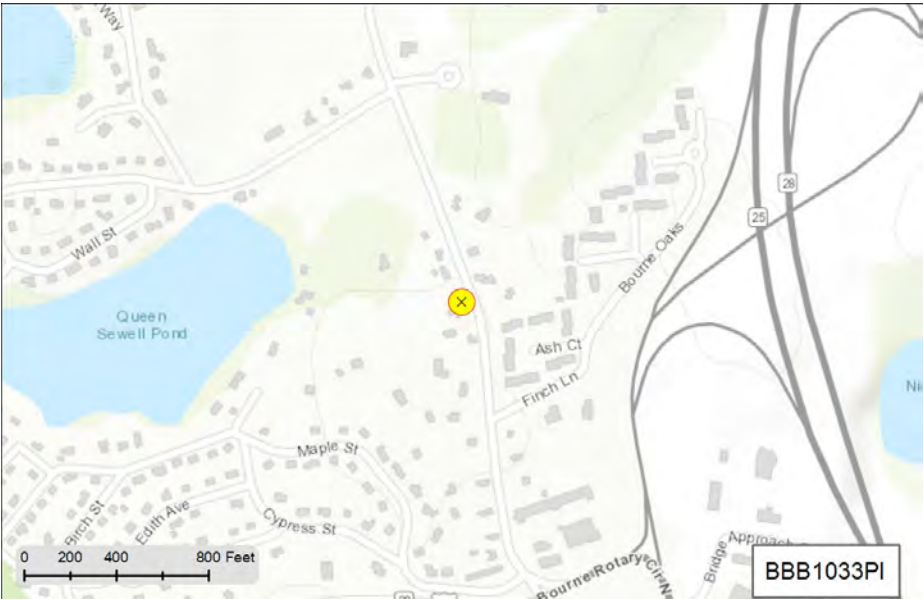 Way
25
28
Wall St
Queen
Sewell Pond
Bourne Oaks
Ash Ct
Finch Ln
Ni
Maple St
Birch St
Edith Ave
Cypress St
0 200 400 800 Feet
Bourne Rotary Cir N
Bridge
Approach
BBB1033PI